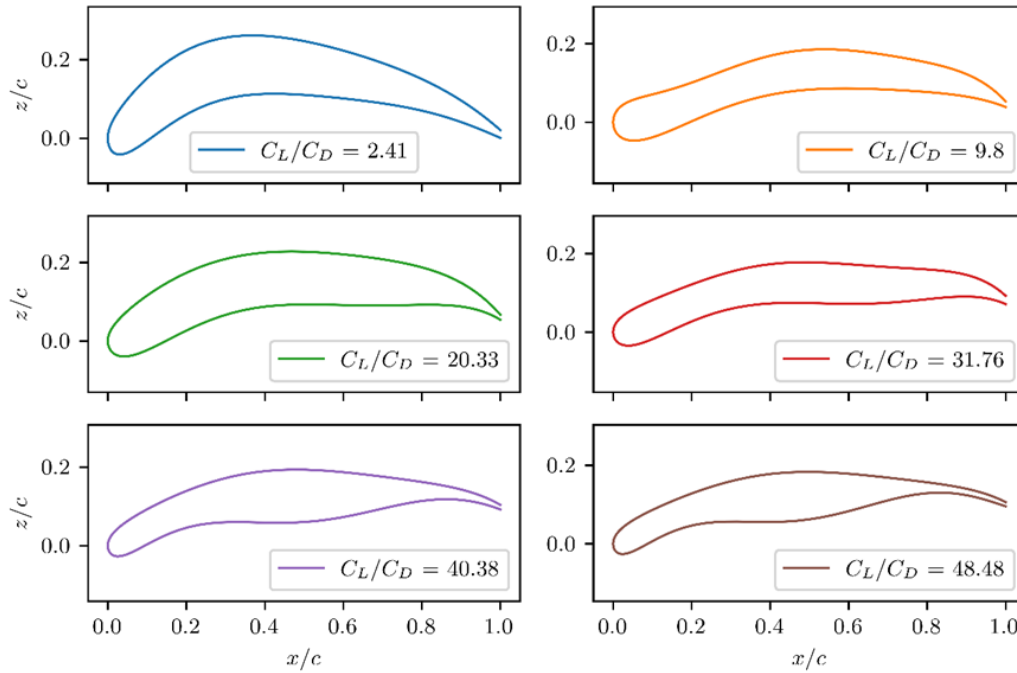 z/c
0.2
0.0
C_L/C_D = 2.41
0.2
0.0
C_L/C_D = 9.8
z/c
0.2
0.0
C_L/C_D = 20.33
0.2
0.0
C_L/C_D = 31.76
z/c
0.2
0.0
C_L/C_D = 40.38
0.2
0.0
C_L/C_D = 48.48
0.0 0.2 0.4 0.6 0.8 1.0
0.0 0.2 0.4 0.6 0.8 1.0
x/c
x/c